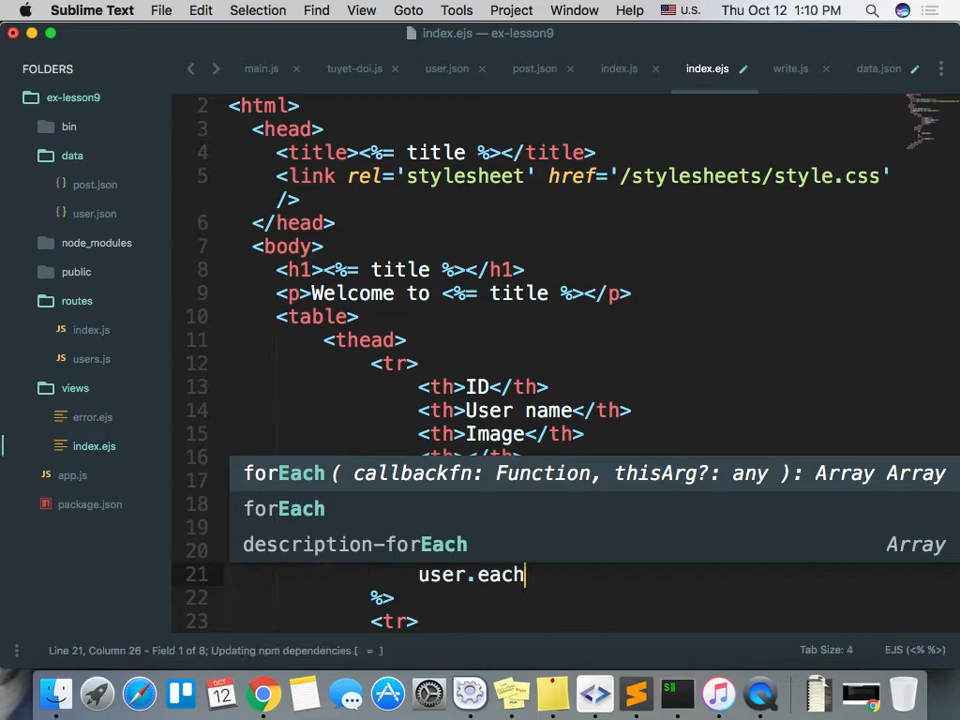 Sublime Text File Edit Selection Find Goto Tools Project Window Help U.S. Thu Oct 12 1:10 PM
index.ejs — ex-lesson9
FOLDERS
ex-lesson9
bin
data
post.json
user.json
node_modules
public
routes
index.js
users.js
views
error.ejs
index.ejs
app.js
package.json
main.js × tuyet-doi.js × user.json × post.json × index.js × index.ejs write.js × data.json
2 <html>
3 <head>
4 <title><%= title %></title>
5 <link rel='stylesheet' href='/stylesheets/style.css'
/>
6 </head>
7 <body>
8 <h1><%= title %></h1>
9 <p>Welcome to <%= title %></p>
10 <table>
11 <thead>
12 <tr>
13 <th>ID</th>
14 <th>User name</th>
15 <th>Image</th>
16 <th></th>
17 forEach( callbackfn: Function, thisArg?: any ): Array Array
18 forEach
19
20 description-forEach Array
21 user.each
22 %>
23 <tr>
Line 21, Column 26 - Field 1 of 8; Updating npm dependencies [ = ] Tab Size: 4 EJS (<% %>)
OCT
12